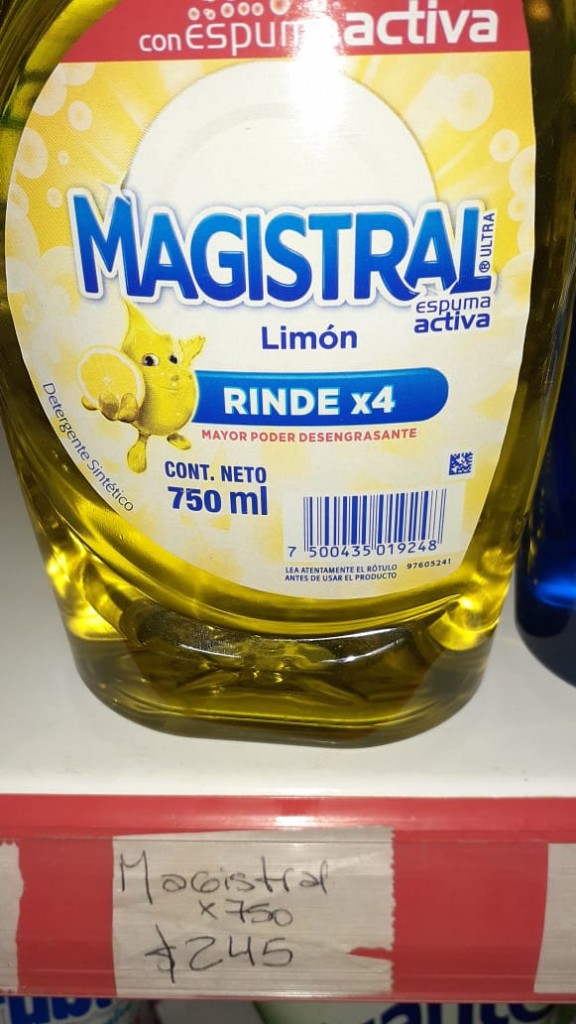 con espuma activa
MAGISTRAL® ULTRA
espuma
activa
Limón
RINDE x4
MAYOR PODER DESENGRASANTE
Detergente Sintético
CONT. NETO
750 ml
7 500435 019248
LEA ATENTAMENTE EL RÓTULO 97605241
ANTES DE USAR EL PRODUCTO
Magistral
x750
$245